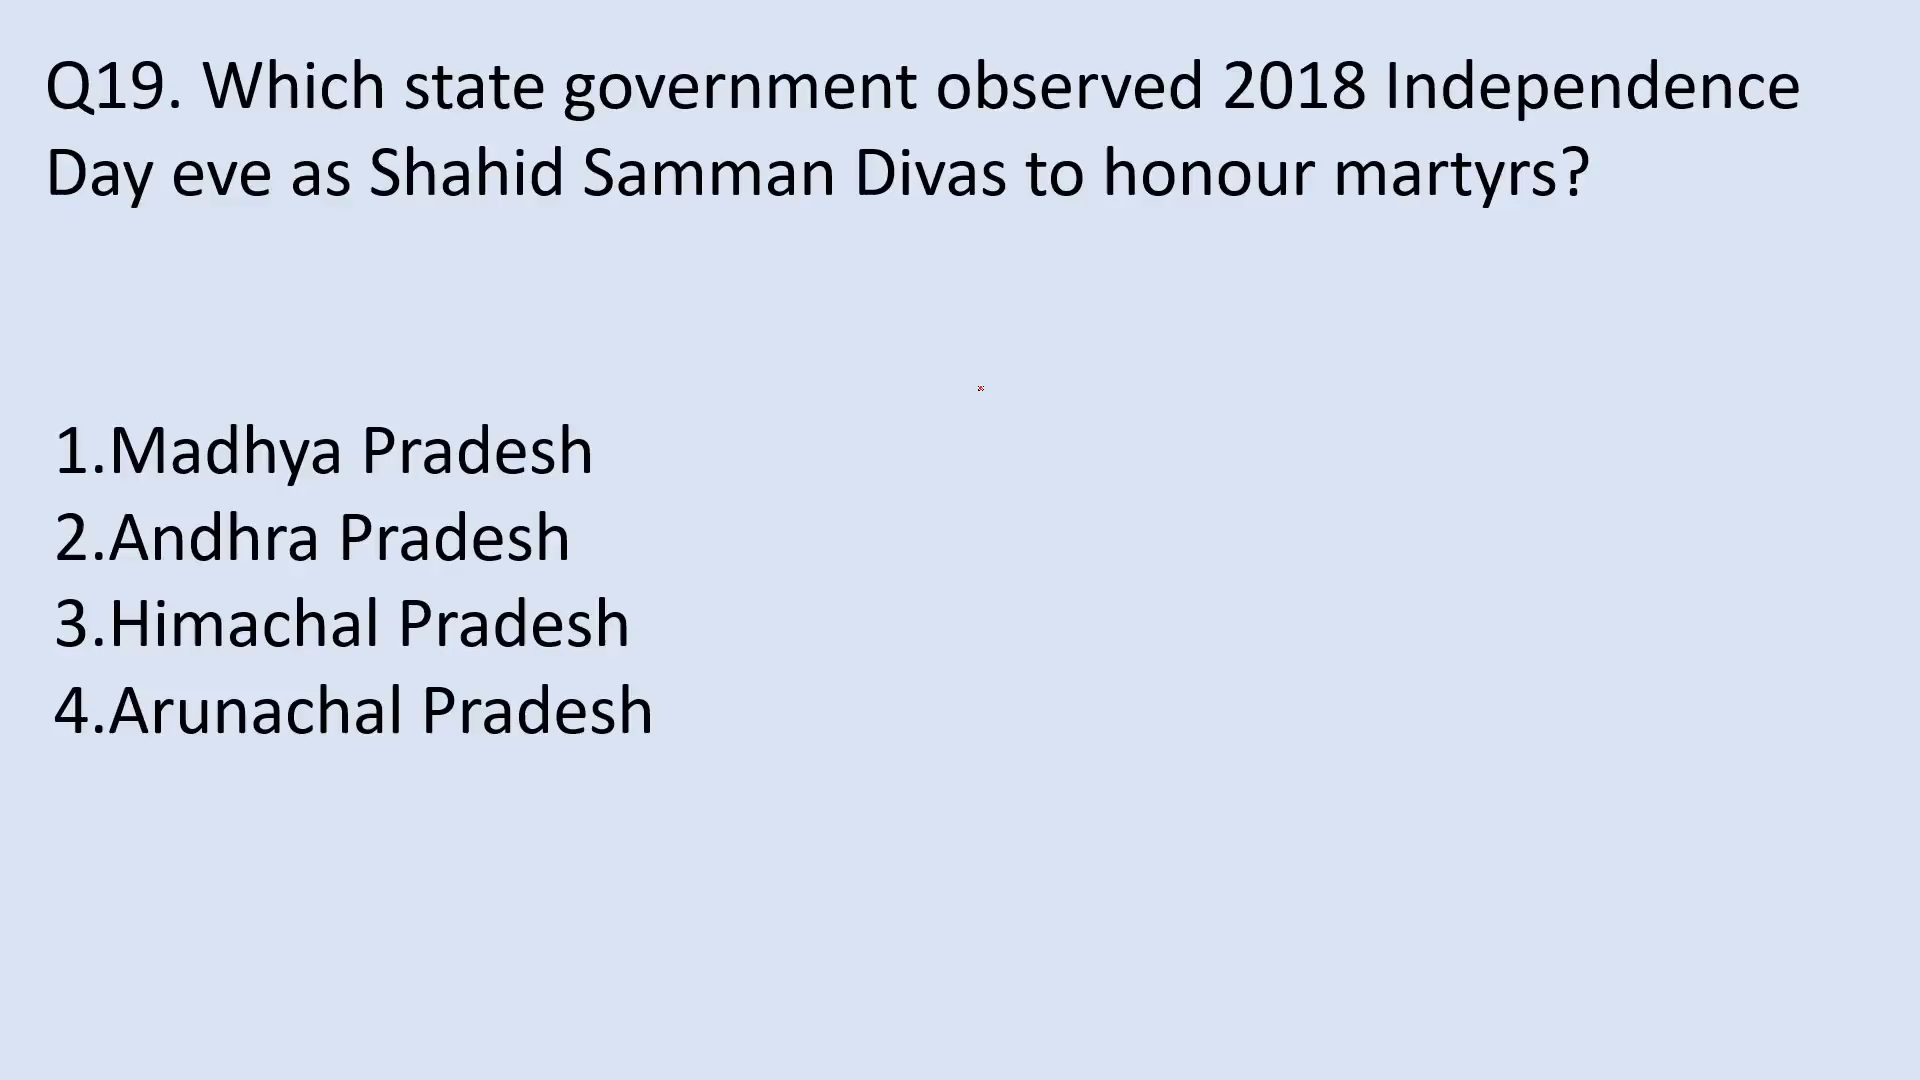 Q19. Which state government observed 2018 Independence
Day eve as Shahid Samman Divas to honour martyrs?
1.Madhya Pradesh
2.Andhra Pradesh
3.Himachal Pradesh
4.Arunachal Pradesh